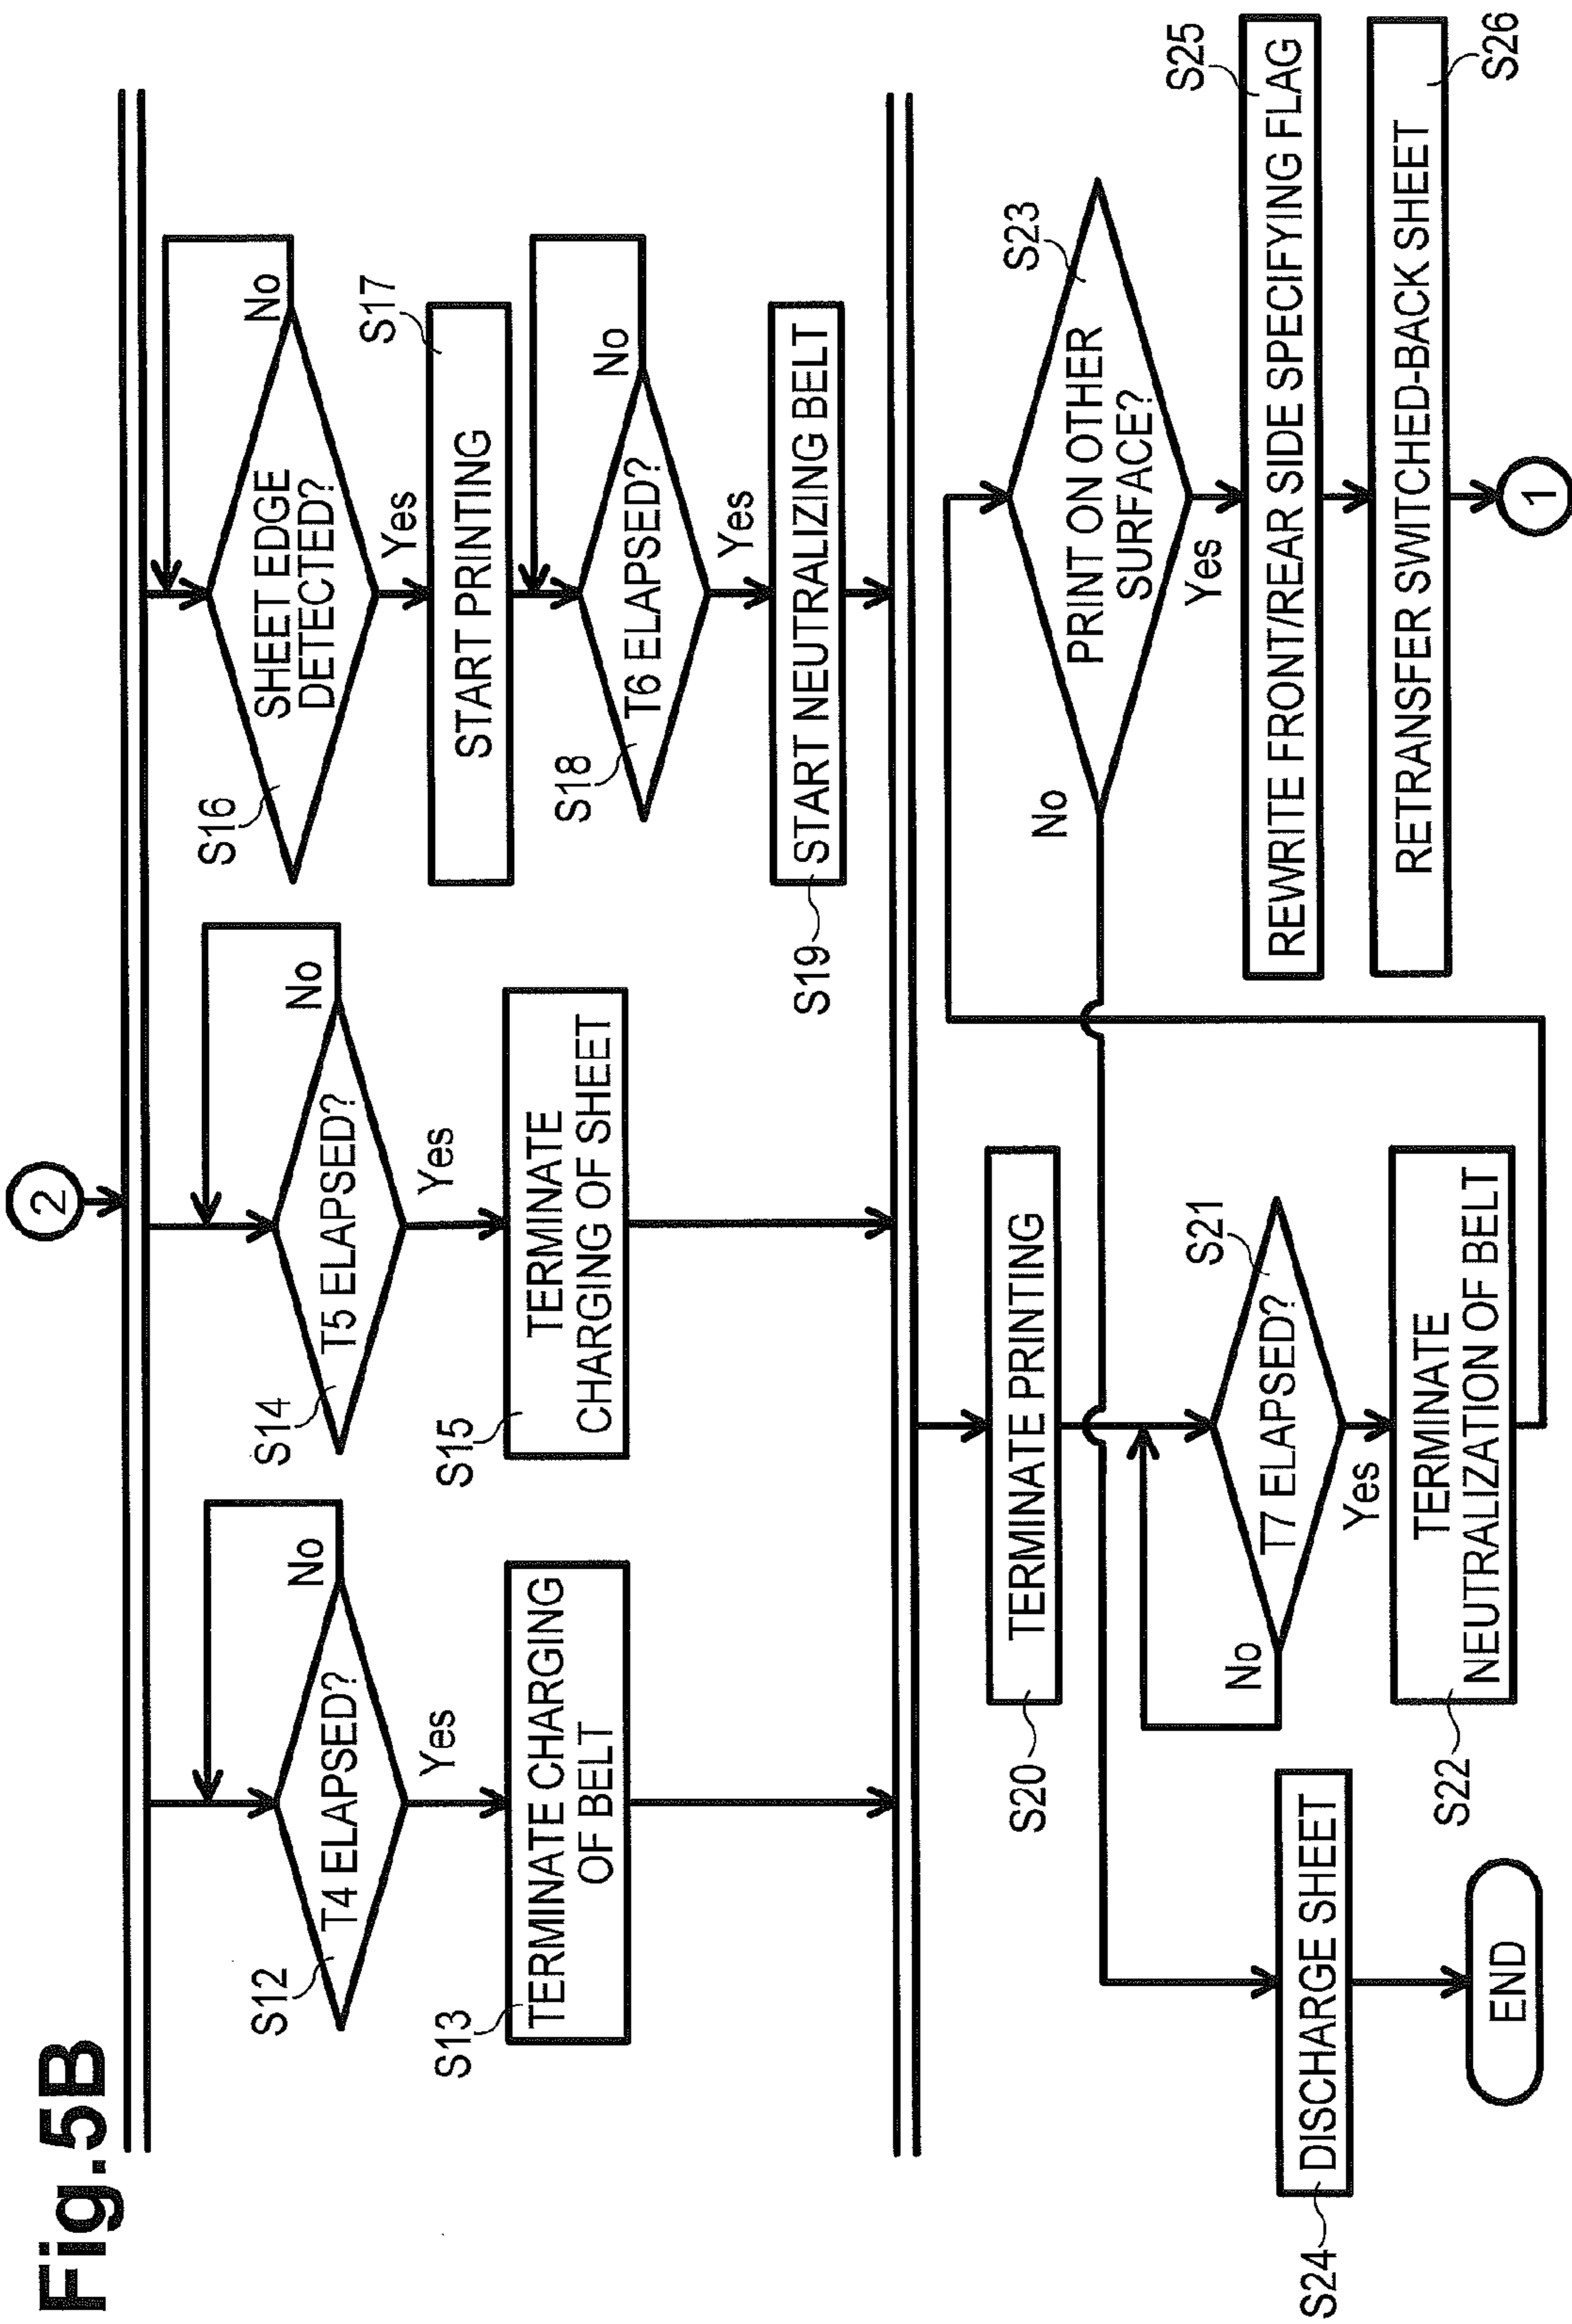 Fig.5B
2
S12
T4 ELAPSED?
No
Yes
S13
TERMINATE CHARGING
OF BELT
S14
T5 ELAPSED?
No
Yes
S15
TERMINATE
CHARGING OF SHEET
S16
SHEET EDGE
DETECTED?
No
Yes
S17
START PRINTING
S18
T6 ELAPSED?
No
Yes
S19
START NEUTRALIZING BELT
S20
TERMINATE PRINTING
S21
T7 ELAPSED?
No
Yes
S22
TERMINATE
NEUTRALIZATION OF BELT
S23
PRINT ON OTHER
SURFACE?
No
Yes
S24
DISCHARGE SHEET
END
S25
REWRITE FRONT/REAR SIDE SPECIFYING FLAG
S26
RETRANSFER SWITCHED-BACK SHEET
1